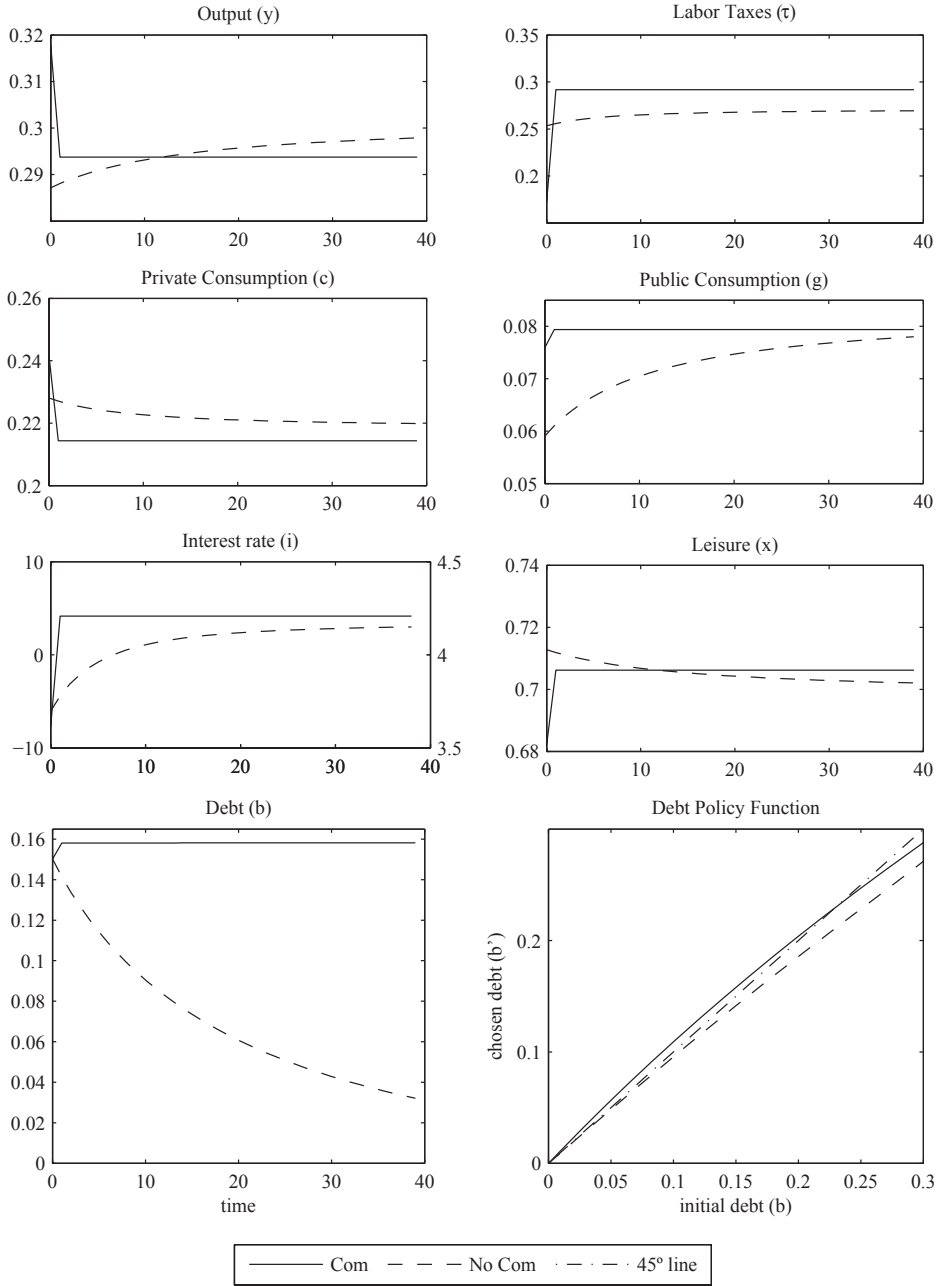 Output (y)
0.32
0.31
0.3
0.29
0 10 20 30 40
Labor Taxes (τ)
0.35
0.3
0.25
0.2
0 10 20 30 40
Private Consumption (c)
0.26
0.24
0.22
0.2
0 10 20 30 40
Public Consumption (g)
0.08
0.07
0.06
0.05
0 10 20 30 40
Interest rate (i)
10
0
−10
4.5
4
3.5
0 10 20 30 40
Leisure (x)
0.74
0.72
0.7
0.68
0 10 20 30 40
Debt (b)
0.16
0.14
0.12
0.1
0.08
0.06
0.04
0.02
0
0 10 20 30 40
time
Debt Policy Function
chosen debt (b')
0.2
0.1
0
0 0.05 0.1 0.15 0.2 0.25 0.3
initial debt (b)
Com No Com 45º line